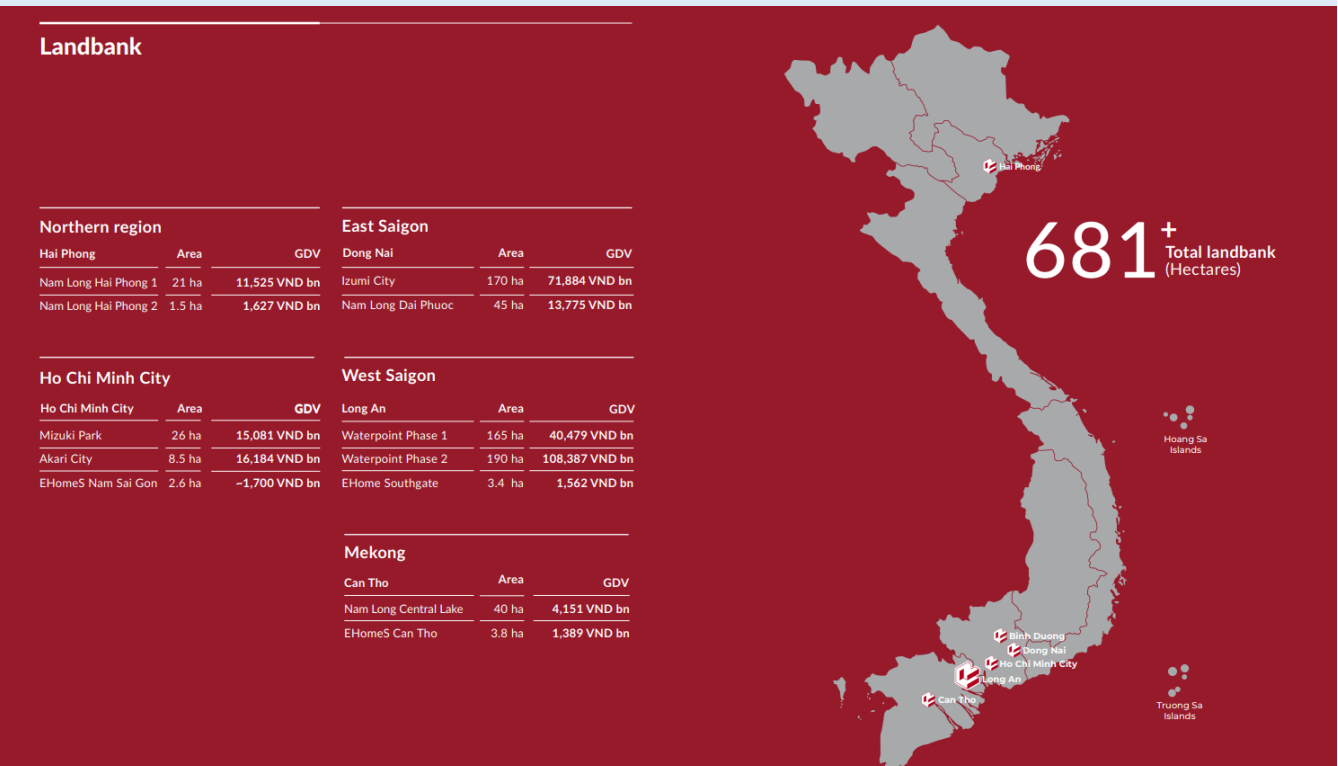 Landbank
Northern region
Hai Phong Area GDV
Nam Long Hai Phong 1 21 ha 11,525 VND bn
Nam Long Hai Phong 2 1.5 ha 1,627 VND bn
East Saigon
Dong Nai Area GDV
Izumi City 170 ha 71,884 VND bn
Nam Long Dai Phuoc 45 ha 13,775 VND bn
Ho Chi Minh City
Ho Chi Minh City Area GDV
Mizuki Park 26 ha 15,081 VND bn
Akari City 8.5 ha 16,184 VND bn
EHomeS Nam Sai Gon 2.6 ha ~1,700 VND bn
West Saigon
Long An Area GDV
Waterpoint Phase 1 165 ha 40,479 VND bn
Waterpoint Phase 2 190 ha 108,387 VND bn
EHome Southgate 3.4 ha 1,562 VND bn
Mekong
Can Tho Area GDV
Nam Long Central Lake 40 ha 4,151 VND bn
EHomeS Can Tho 3.8 ha 1,389 VND bn
Hai Phong
681+
Total landbank
(Hectares)
Hoang Sa
Islands
Binh Duong
Dong Nai
Ho Chi Minh City
Long An
Can Tho
Truong Sa
Islands